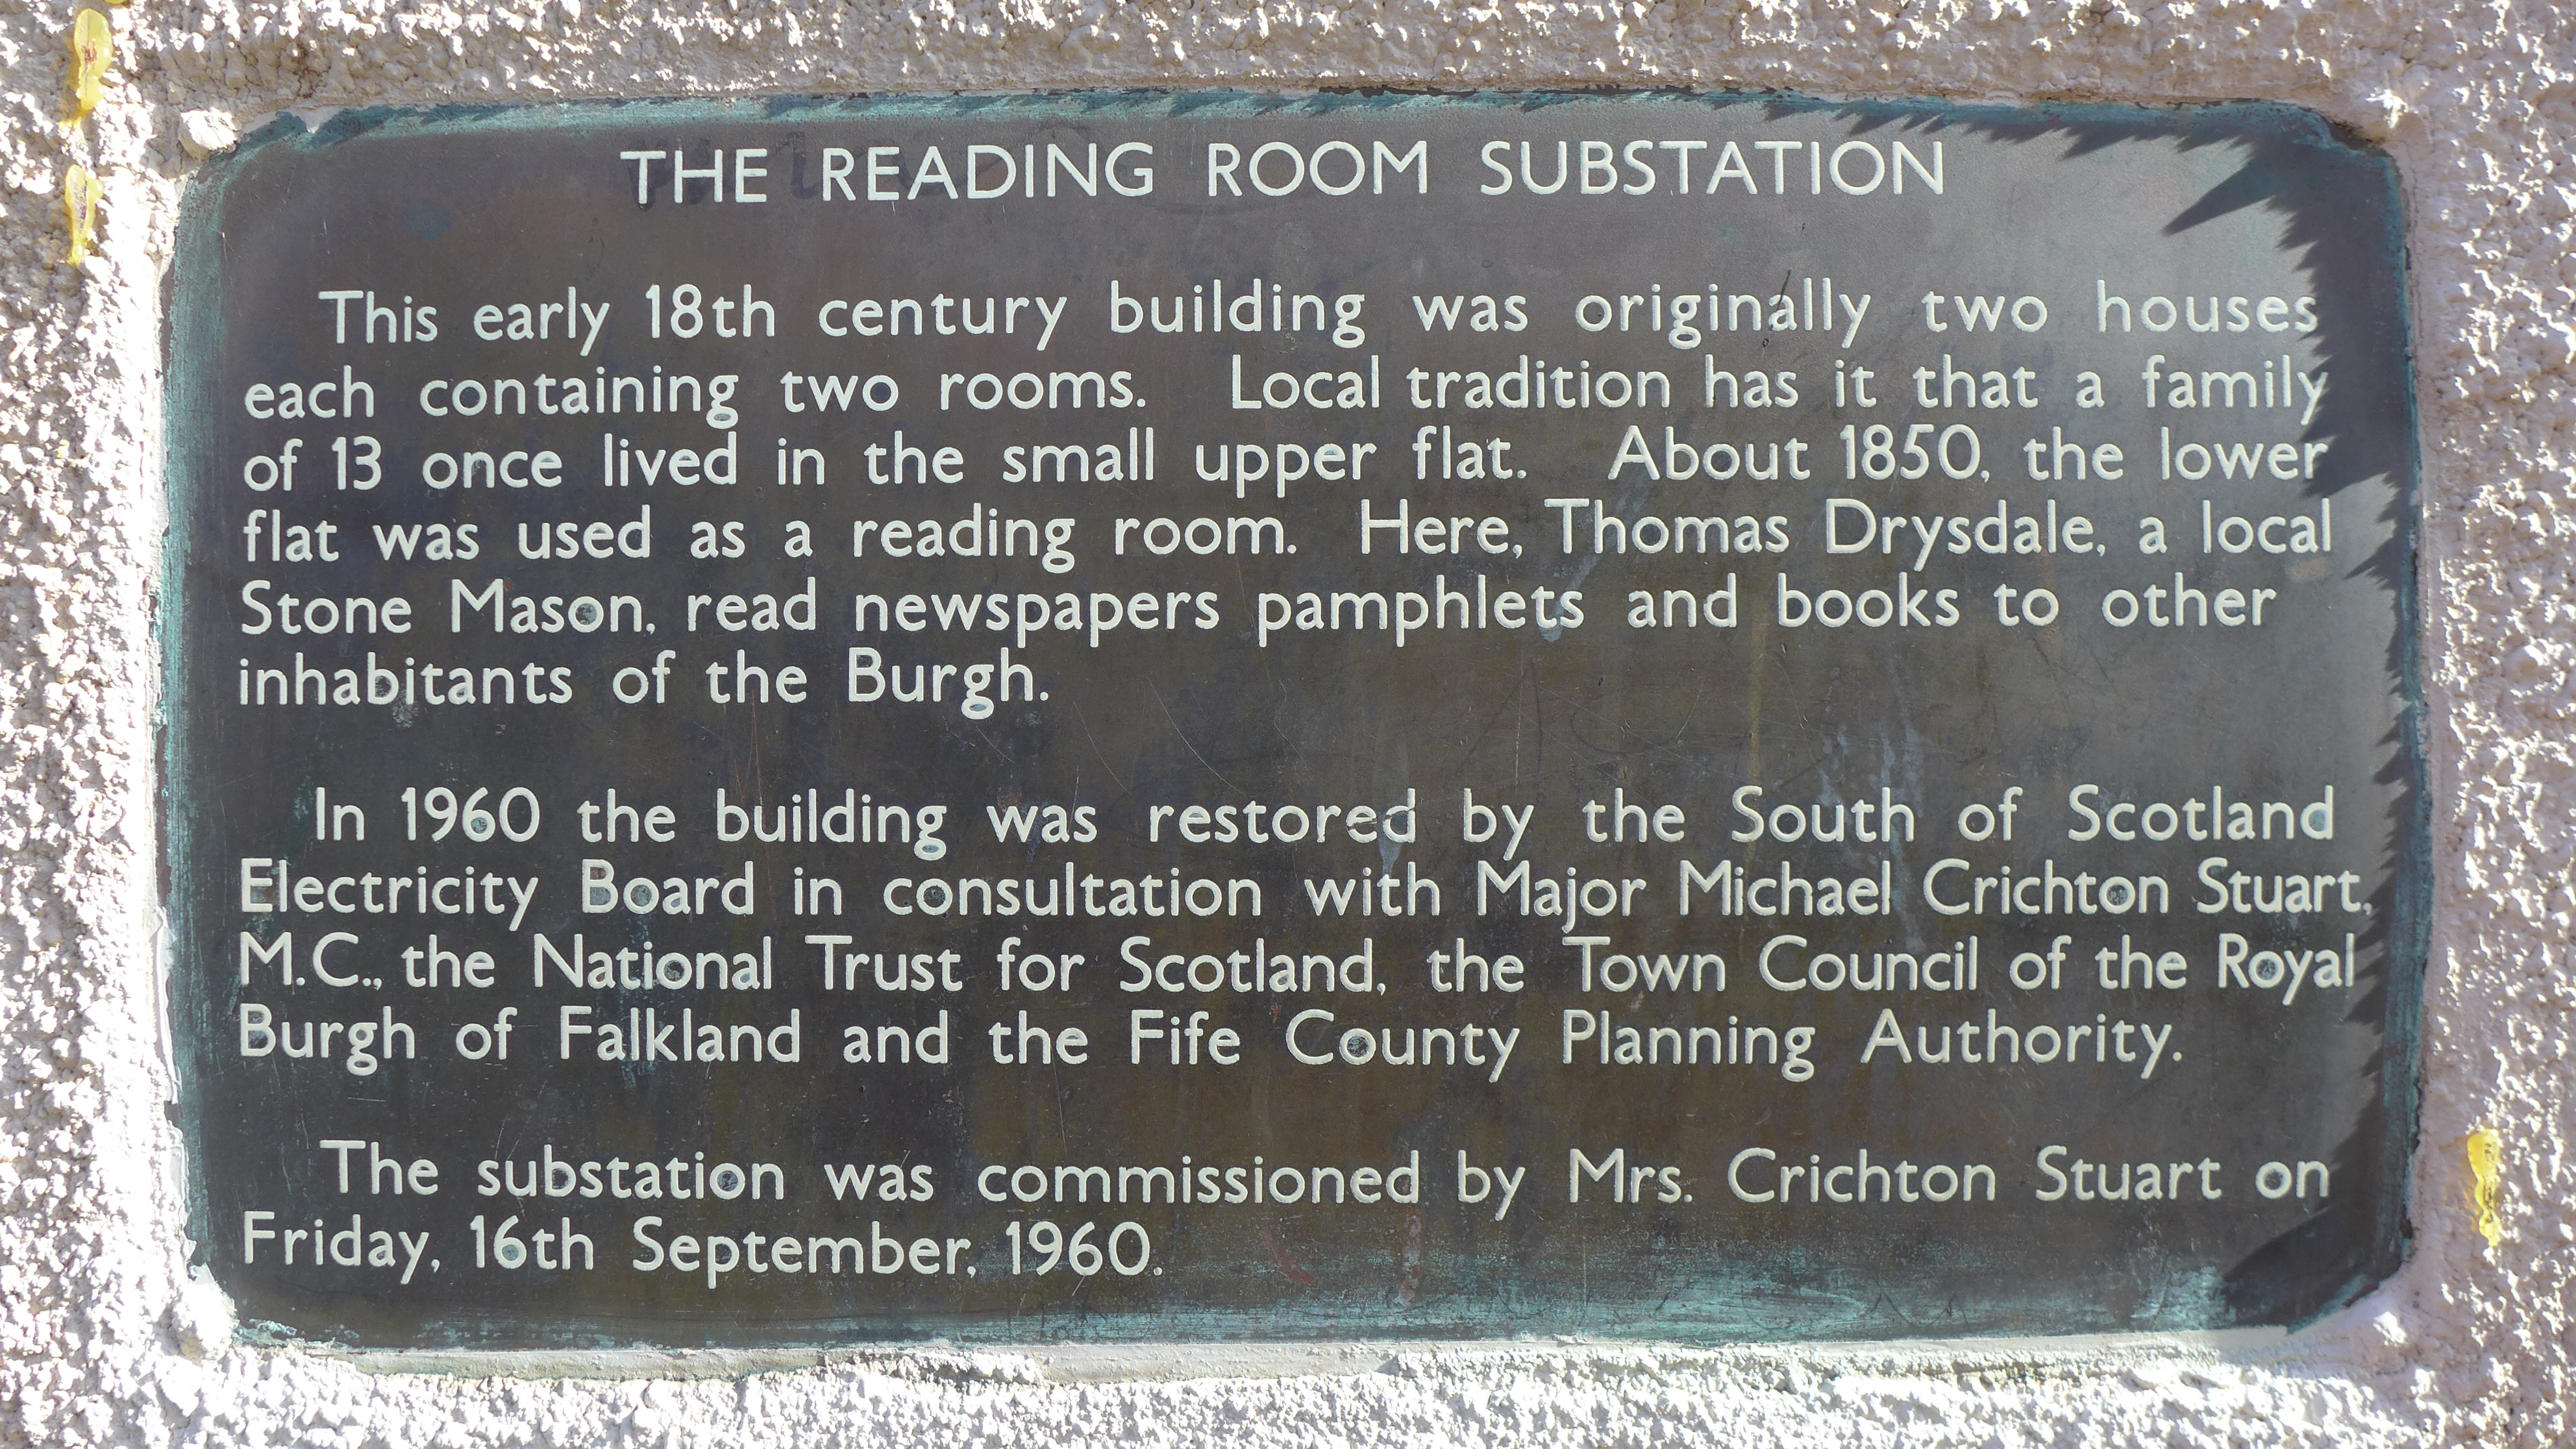 THE READING ROOM SUBSTATION
This early 18th century building was originally two houses
each containing two rooms. Local tradition has it that a family
of 13 once lived in the small upper flat. About 1850, the lower
flat was used as a reading room. Here, Thomas Drysdale, a local
Stone Mason, read newspapers pamphlets and books to other
inhabitants of the Burgh.
In 1960 the building was restored by the South of Scotland
Electricity Board in consultation with Major Michael Crichton Stuart,
M.C., the National Trust for Scotland, the Town Council of the Royal
Burgh of Falkland and the Fife County Planning Authority.
The substation was commissioned by Mrs. Crichton Stuart on
Friday, 16th September, 1960.